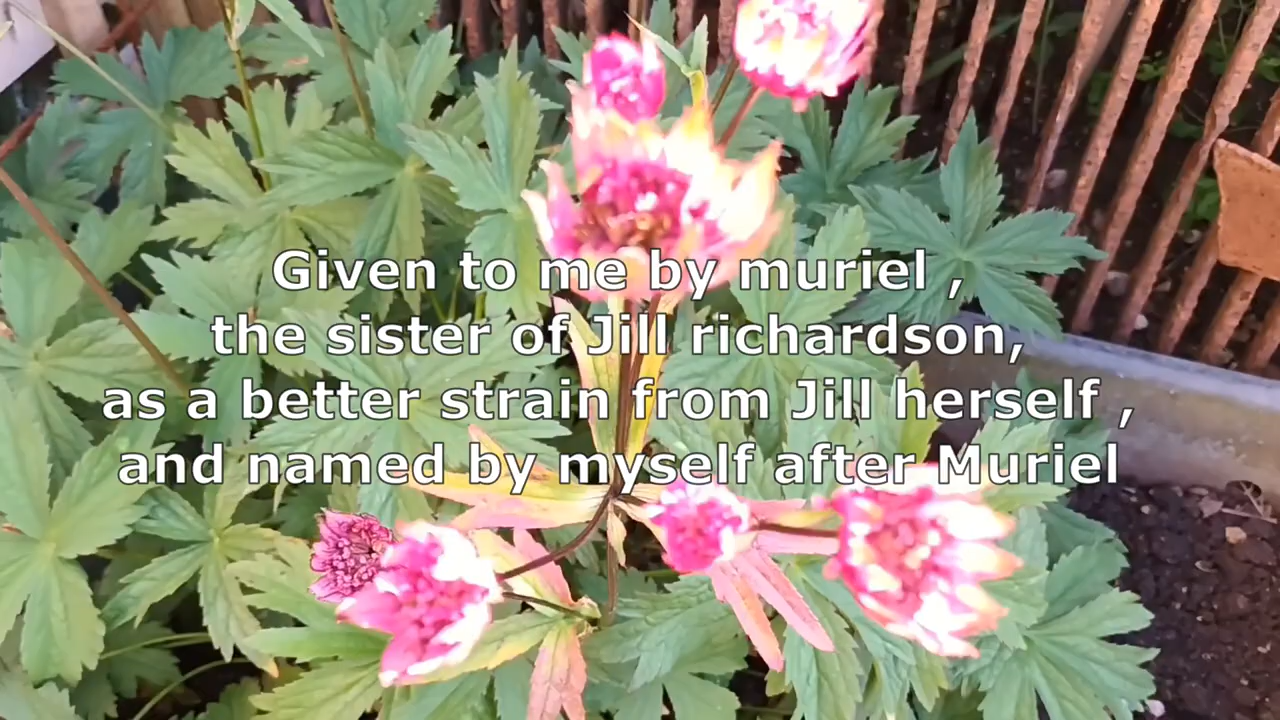 Given to me by muriel ,
the sister of Jill richardson,
as a better strain from Jill herself ,
and named by myself after Muriel